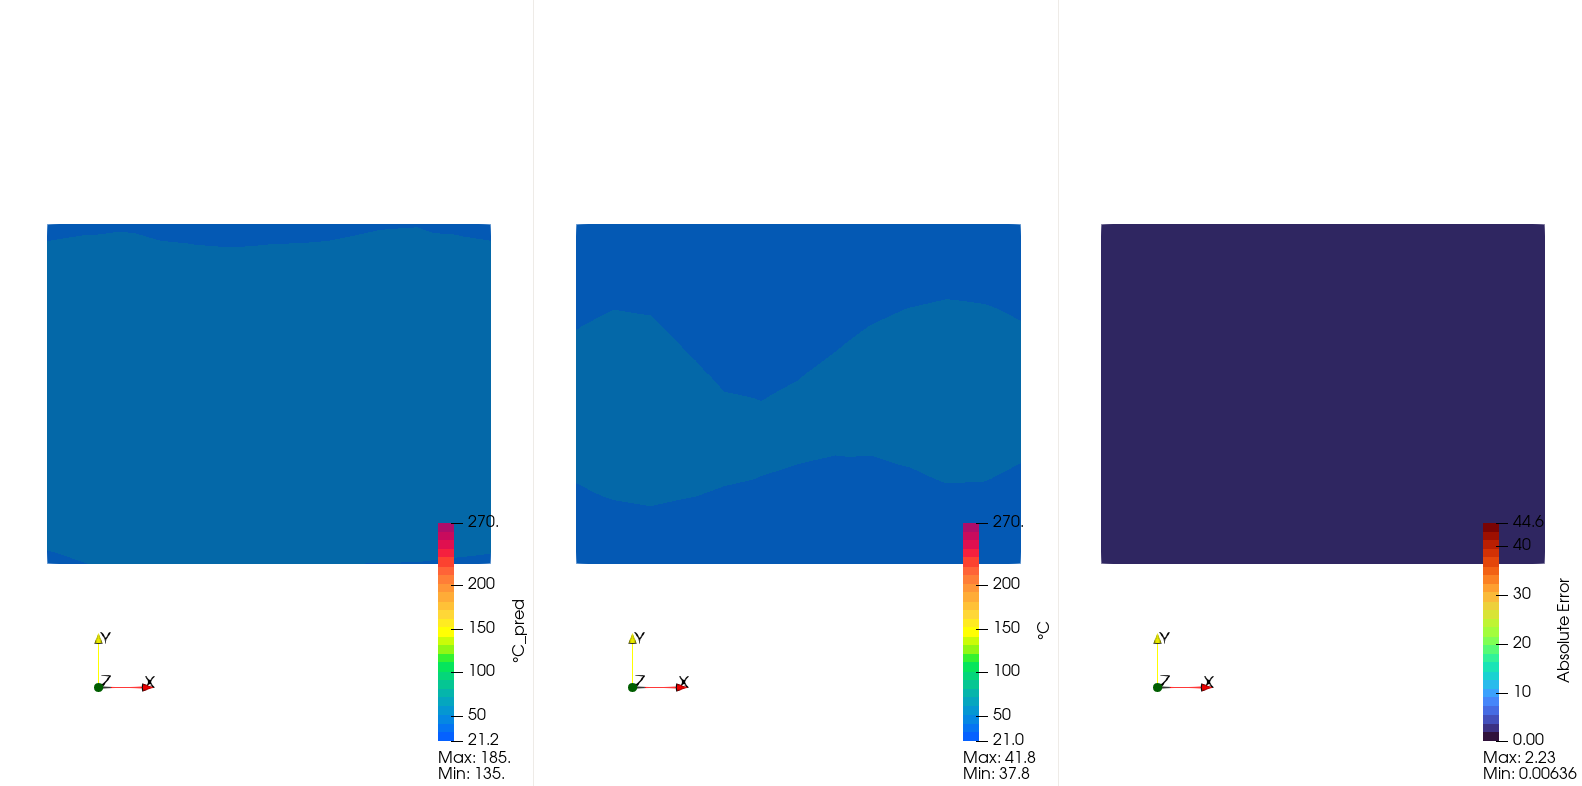 270.
200
150
100
50
21.2
°C_pred
Max: 185.
Min: 135.
Y
Z
X
270.
200
150
100
50
21.0
°C
Max: 41.8
Min: 37.8
Y
Z
X
44.6
40
30
20
10
0.00
Absolute Error
Max: 2.23
Min: 0.00636
Y
Z
X